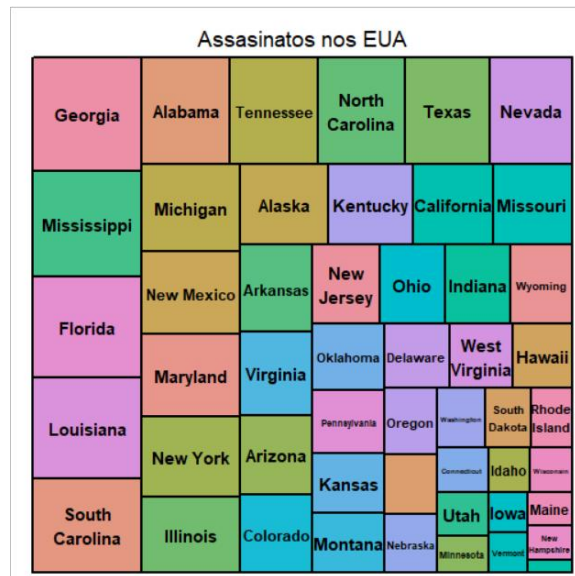 Assasinatos nos EUA
Georgia
Alabama
Tennessee
North
Carolina
Texas
Nevada
Mississippi
Michigan
Alaska
Kentucky
California
Missouri
New Mexico
Arkansas
New
Jersey
Ohio
Indiana
Wyoming
Florida
Maryland
Virginia
Oklahoma
Delaware
West
Virginia
Hawaii
Louisiana
New York
Arizona
Pennsylvania
Oregon
Washington
South
Dakota
Rhode
Island
Kansas
Connecticut
Idaho
Wisconsin
South
Carolina
Illinois
Colorado
Montana
Nebraska
Utah
Iowa
Maine
Minnesota
Vermont
New
Hampshire